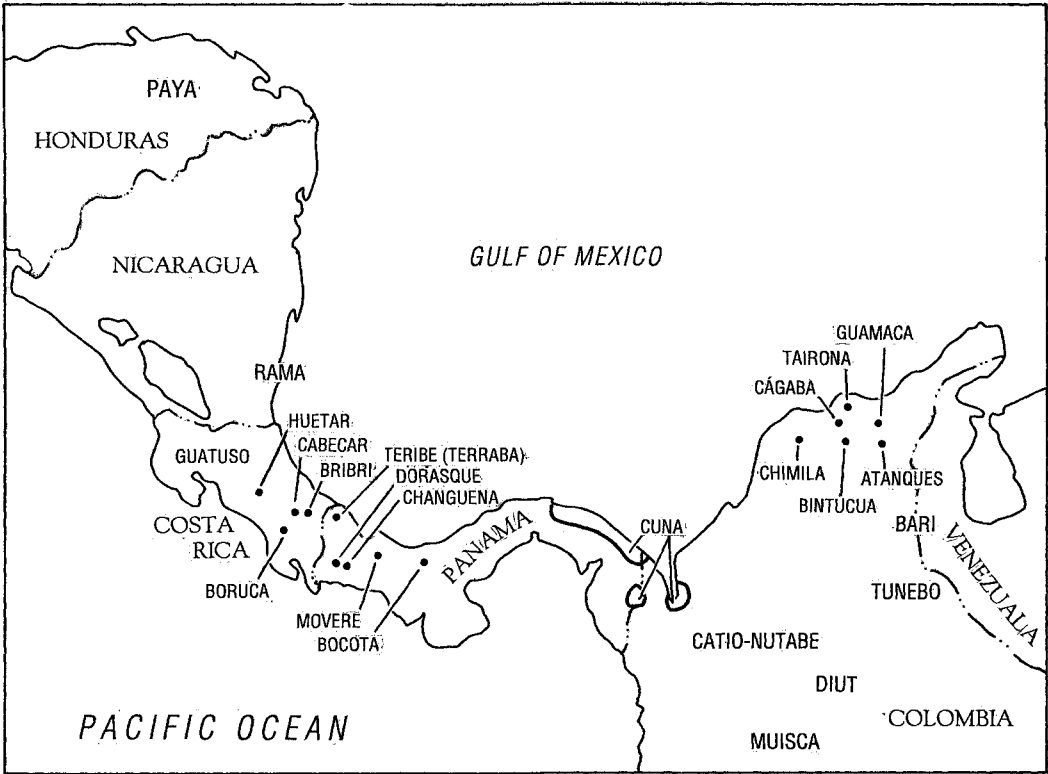 PAYA
HONDURAS
NICARAGUA
GULF OF MEXICO
GUAMACA
TAIRONA
CÁGABA
RAMA
HUETAR
CABECAR
BRIBRI
GUATUSO
TERIBE (TERRABA)
DORASQUE
CHANGUENA
CHIMILA
ATANQUES
BINTUCUA
COSTA
RICA
PANAMA
CUNA
BARI
VENEZUALA
BORUCA
TUNEBO
MOVERE
BOCOTA
CATIO-NUTABE
DIUT
PACIFIC OCEAN
COLOMBIA
MUISCA